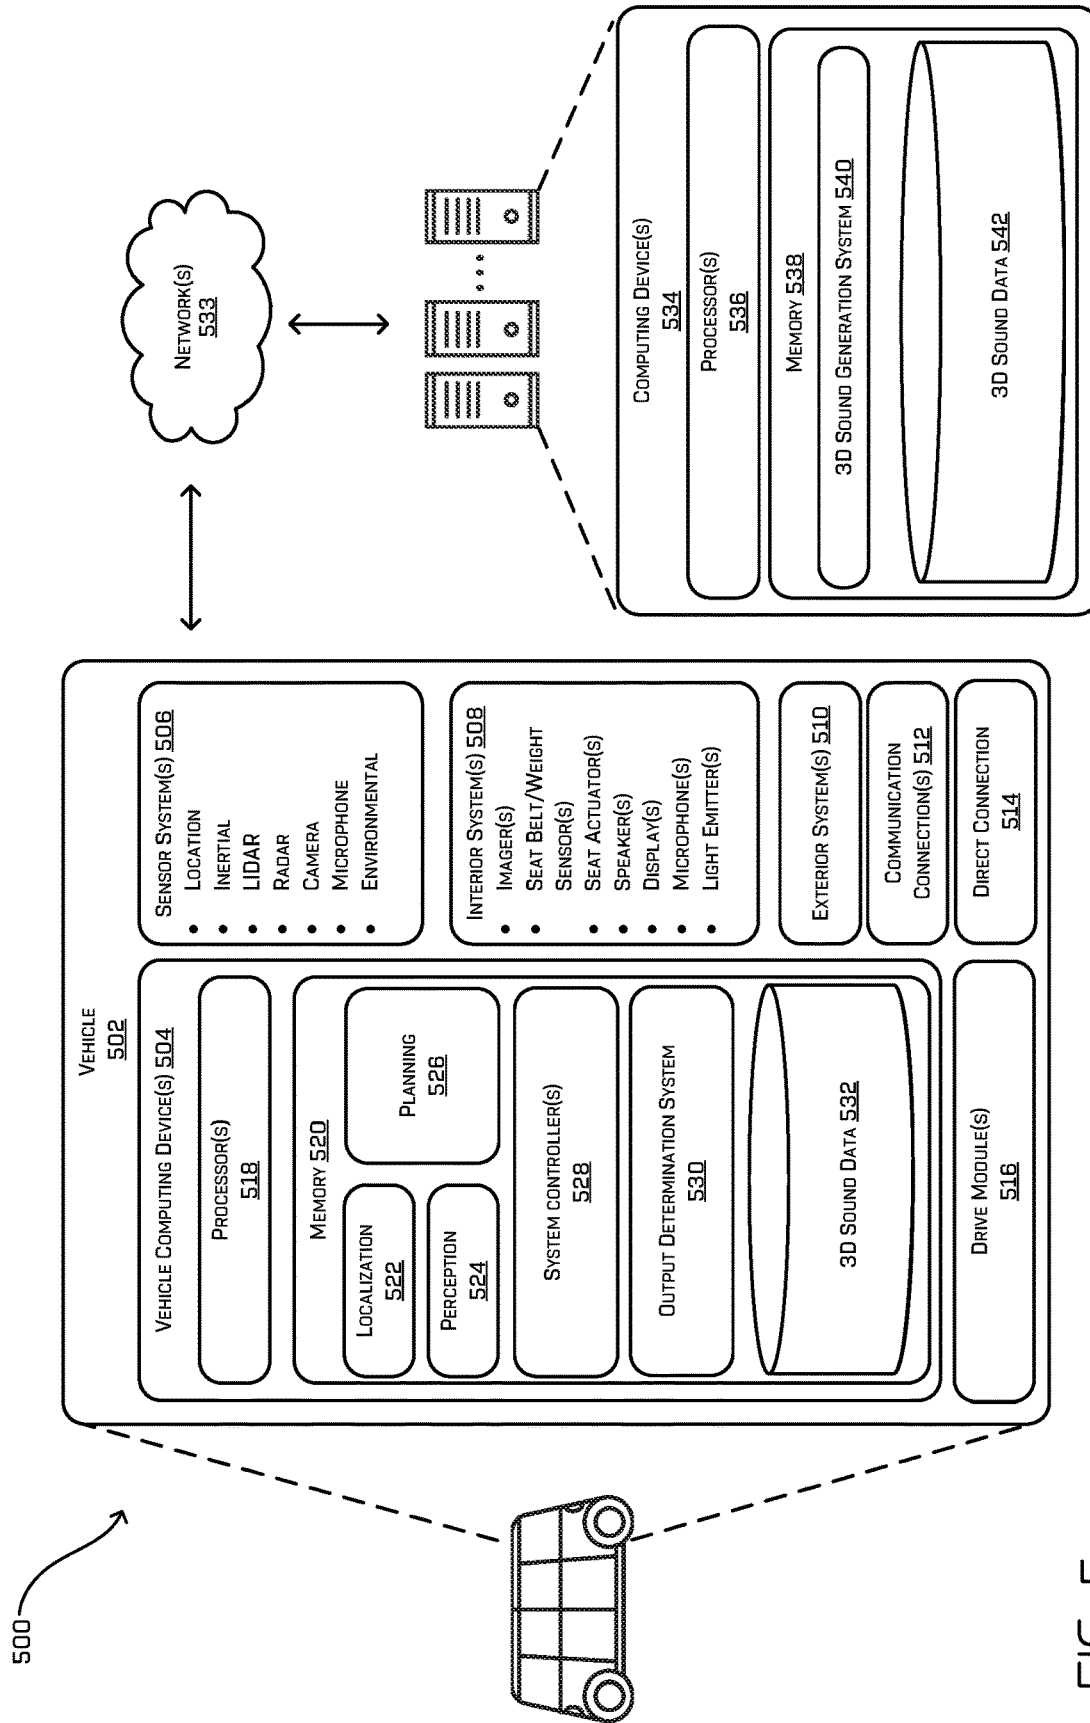 500
VEHICLE
502
VEHICLE COMPUTING DEVICE(S) 504
PROCESSOR(S)
518
MEMORY 520
LOCALIZATION
522
PERCEPTION
524
PLANNING
526
SYSTEM CONTROLLER(S)
528
OUTPUT DETERMINATION SYSTEM
530
3D SOUND DATA 532
DRIVE MODULE(S)
516
SENSOR SYSTEM(S) 506
• LOCATION
• INERTIAL
• LIDAR
• RADAR
• CAMERA
• MICROPHONE
• ENVIRONMENTAL
INTERIOR SYSTEM(S) 508
• IMAGER(S)
• SEAT BELT/WEIGHT
SENSOR(S)
• SEAT ACTUATOR(S)
• SPEAKER(S)
• DISPLAY(S)
• MICROPHONE(S)
• LIGHT EMITTER(S)
EXTERIOR SYSTEM(S) 510
COMMUNICATION
CONNECTION(S) 512
DIRECT CONNECTION
514
NETWORK(S)
533
COMPUTING DEVICE(S)
534
PROCESSOR(S)
536
MEMORY 538
3D SOUND GENERATION SYSTEM 540
3D SOUND DATA 542